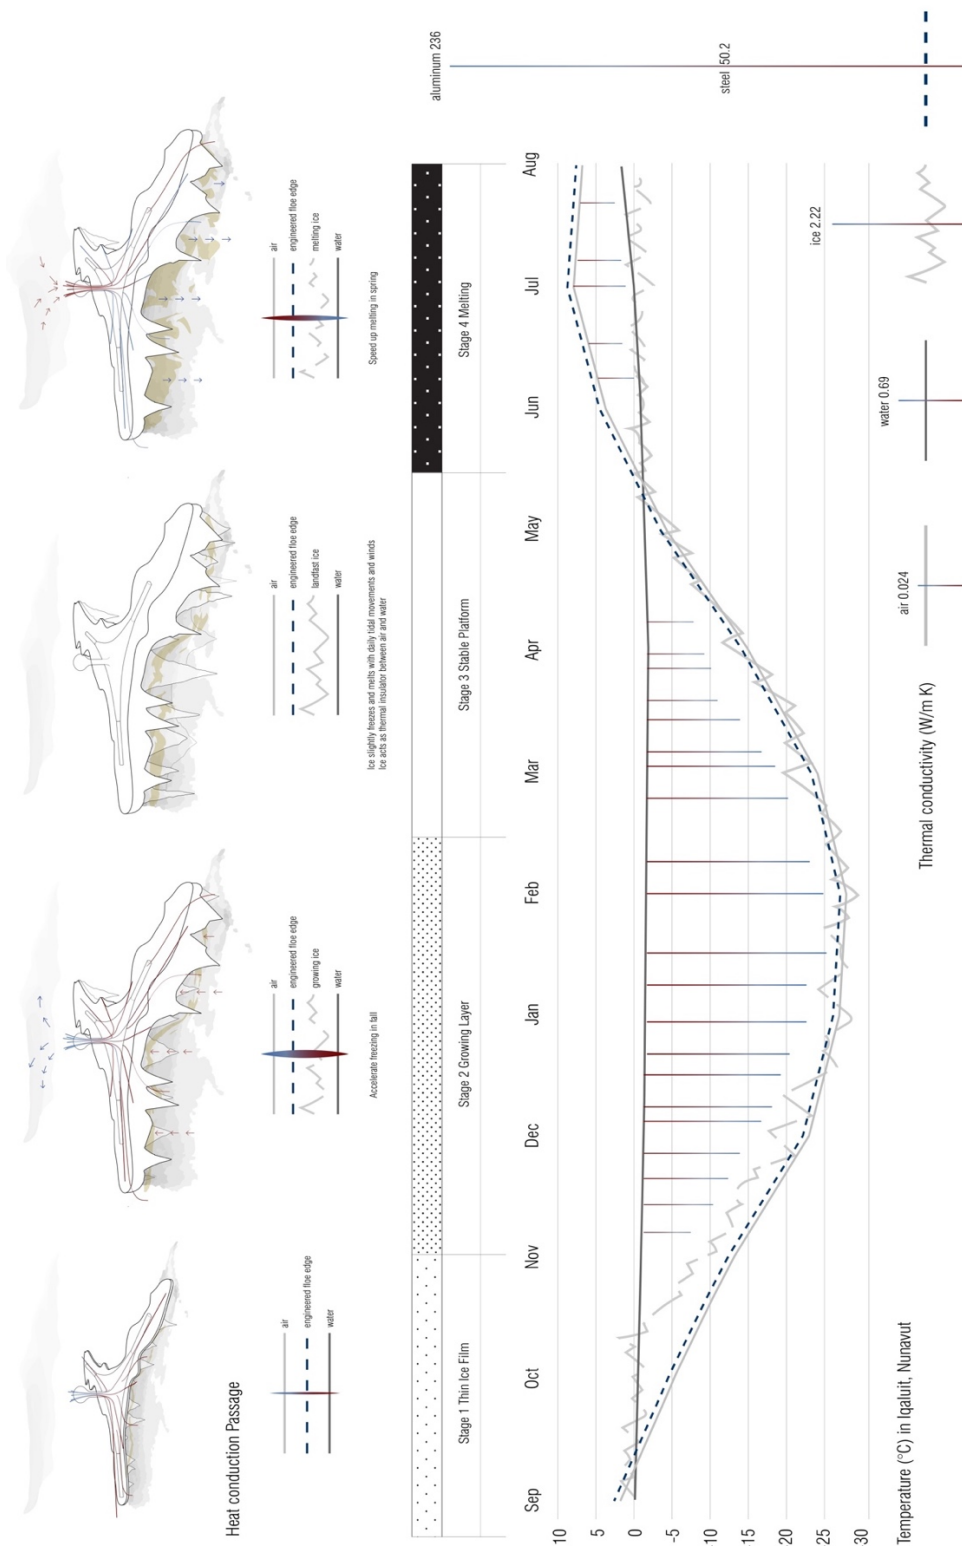 Heat conduction Passage
air
engineered floe edge
water
air
engineered floe edge
growing ice
water
Accelerate freezing in fall
air
engineered floe edge
landfast ice
water
Ice slightly freezes and melts with daily tidal movements and winds
Ice acts as thermal insulator between air and water
air
engineered floe edge
melting ice
water
Speed up melting in spring
Stage 1 Thin Ice Film
Stage 2 Growing Layer
Stage 3 Stable Platform
Stage 4 Melting
Sep
Oct
Nov
Dec
Jan
Feb
Mar
Apr
May
Jun
Jul
Aug
10
5
0
-5
-10
-15
-20
-25
-30
Temperature (°C) in Iqaluit, Nunavut
Thermal conductivity (W/m K)
air 0.024
water 0.69
ice 2.22
steel 50.2
aluminum 236